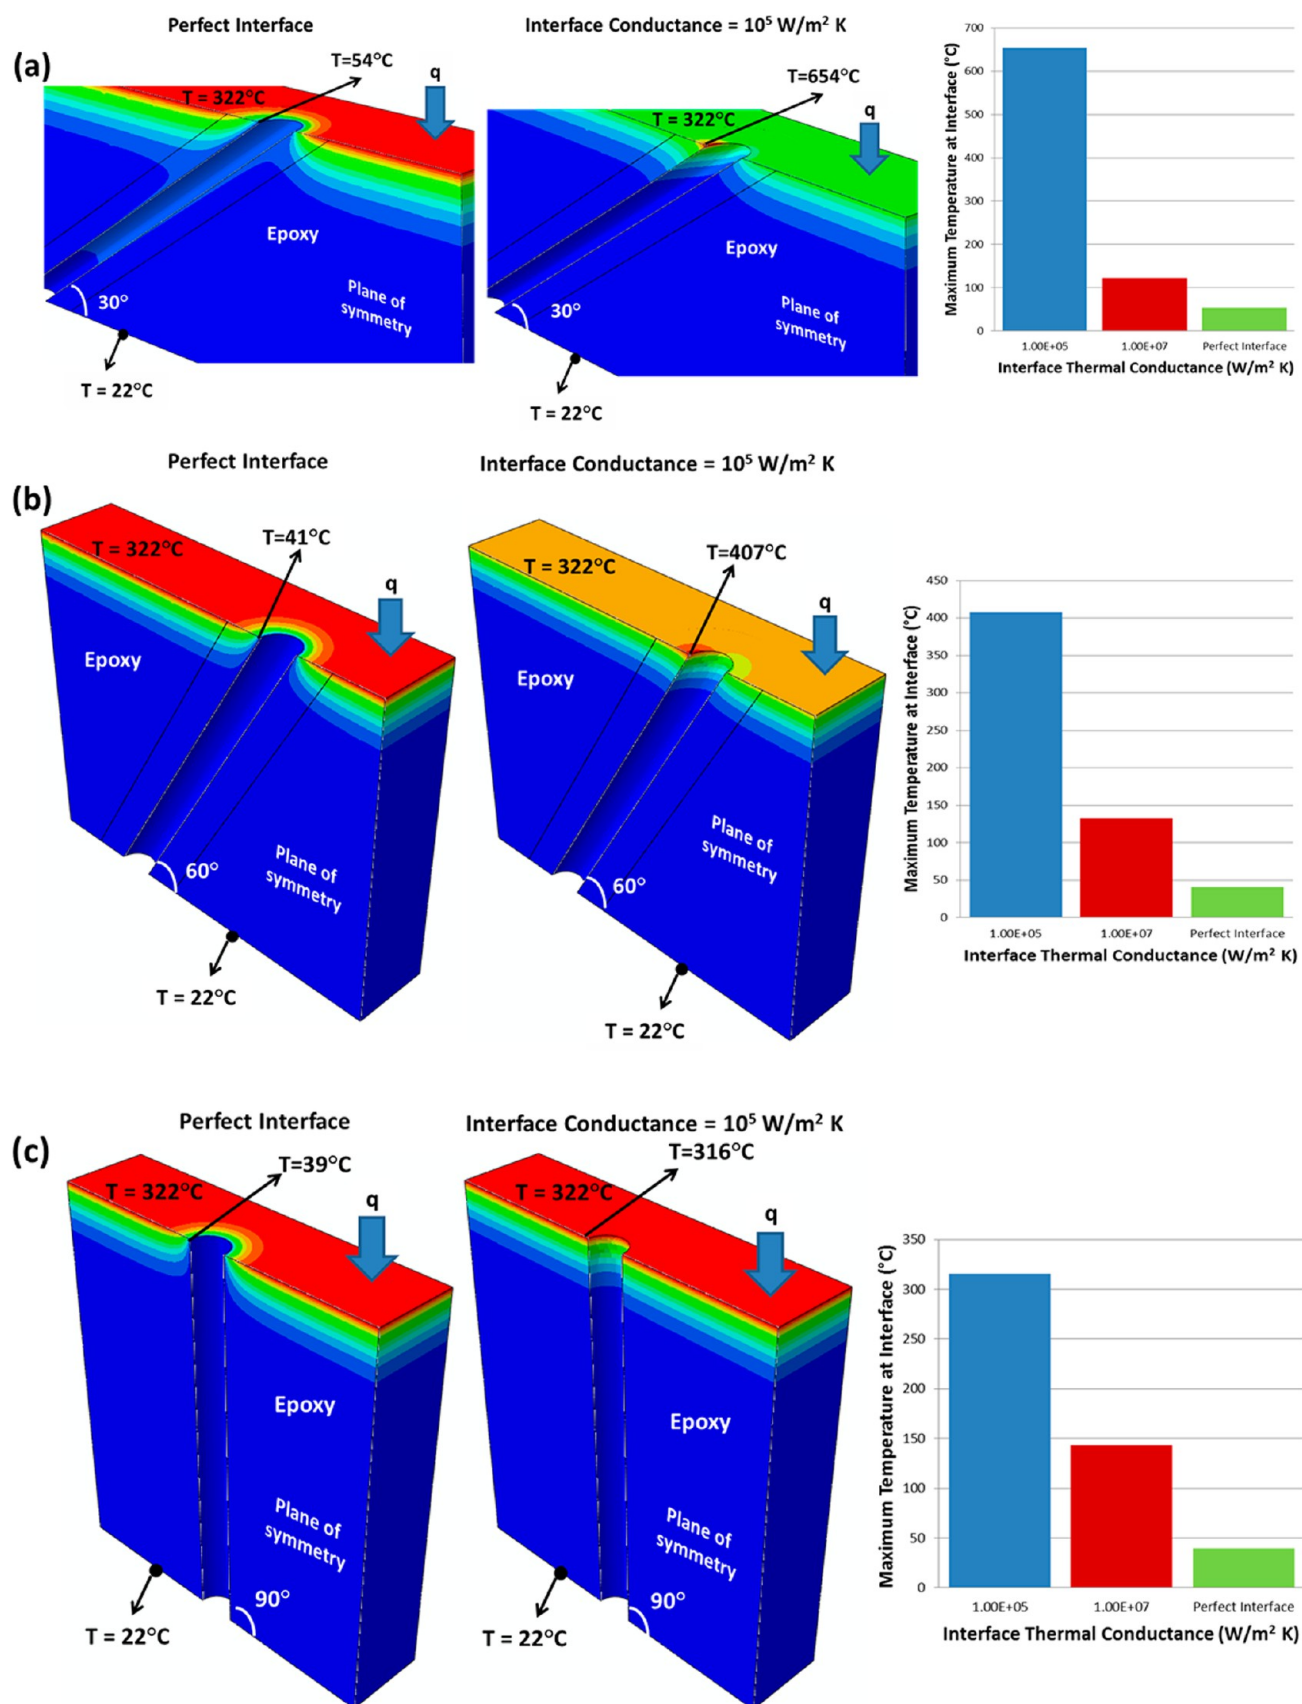 Perfect Interface
Interface Conductance = 10⁵ W/m² K
(a)
T=54°C
T = 322°C
q
Epoxy
Plane of
symmetry
30°
T = 22°C
T=654°C
T = 322°C
q
Epoxy
Plane of
symmetry
30°
T = 22°C
Maximum Temperature at Interface (°C)
700
600
500
400
300
200
100
0
1.00E+05 1.00E+07 Perfect Interface
Interface Thermal Conductance (W/m² K)
Perfect Interface
Interface Conductance = 10⁵ W/m² K
(b)
T=41°C
T = 322°C
q
Epoxy
Plane of
symmetry
60°
T = 22°C
T=407°C
T = 322°C
q
Epoxy
Plane of
symmetry
60°
T = 22°C
Maximum Temperature at Interface (°C)
450
400
350
300
250
200
150
100
50
0
1.00E+05 1.00E+07 Perfect Interface
Interface Thermal Conductance (W/m² K)
Perfect Interface
Interface Conductance = 10⁵ W/m² K
(c)
T=39°C
T = 322°C
q
Epoxy
Plane of
symmetry
90°
T = 22°C
T=316°C
T = 322°C
q
Epoxy
Plane of
symmetry
90°
T = 22°C
Maximum Temperature at Interface (°C)
350
300
250
200
150
100
50
0
1.00E+05 1.00E+07 Perfect Interface
Interface Thermal Conductance (W/m² K)